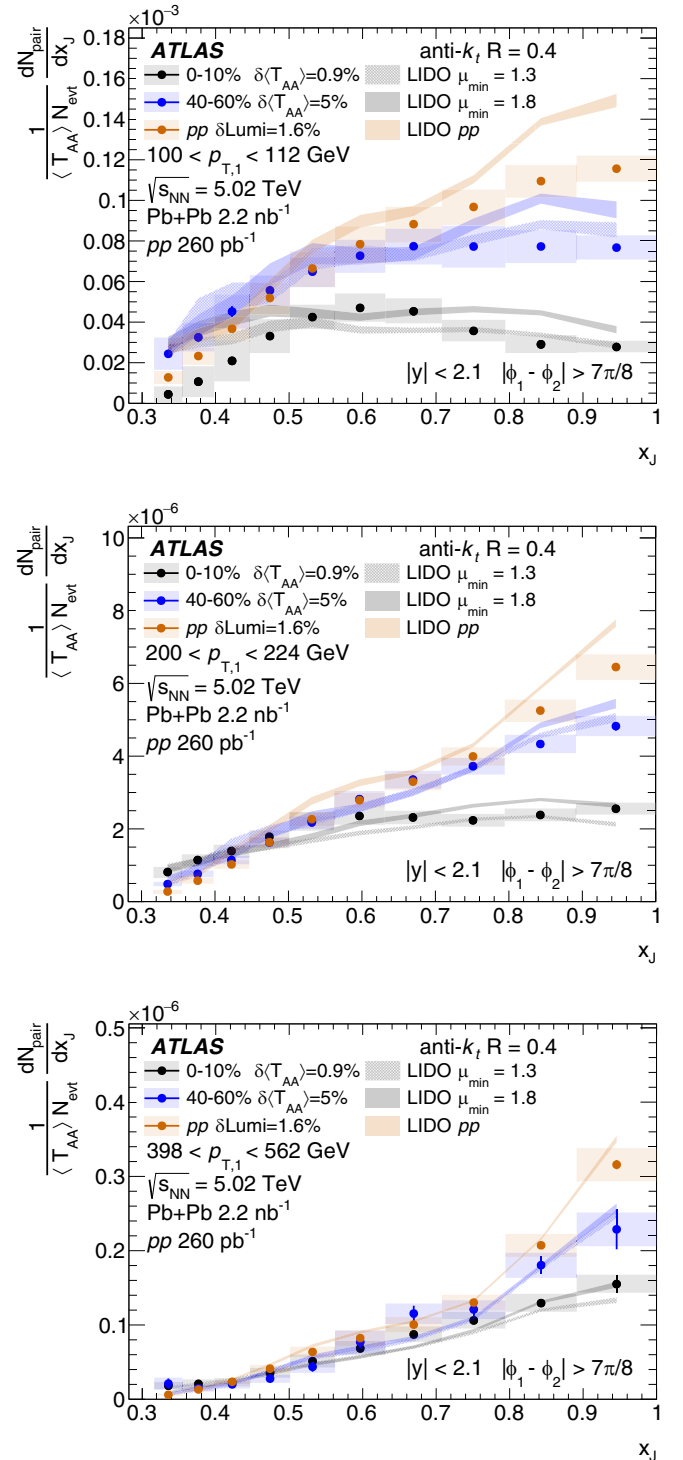 ×10⁻³
1/⟨T_AA⟩ N_evt dN_pair/dx_J
0.18
0.16
0.14
0.12
0.1
0.08
0.06
0.04
0.02
0
ATLAS anti-k_t R = 0.4
0-10% δ⟨T_AA⟩=0.9% LIDO μ_min = 1.3
40-60% δ⟨T_AA⟩=5% LIDO μ_min = 1.8
pp δLumi=1.6% LIDO pp
100 < p_T,1 < 112 GeV
√s_NN = 5.02 TeV
Pb+Pb 2.2 nb⁻¹
pp 260 pb⁻¹
|y| < 2.1 |ϕ₁ - ϕ₂| > 7π/8
0.3 0.4 0.5 0.6 0.7 0.8 0.9 1
x_J
×10⁻⁶
1/⟨T_AA⟩ N_evt dN_pair/dx_J
10
8
6
4
2
0
ATLAS anti-k_t R = 0.4
0-10% δ⟨T_AA⟩=0.9% LIDO μ_min = 1.3
40-60% δ⟨T_AA⟩=5% LIDO μ_min = 1.8
pp δLumi=1.6% LIDO pp
200 < p_T,1 < 224 GeV
√s_NN = 5.02 TeV
Pb+Pb 2.2 nb⁻¹
pp 260 pb⁻¹
|y| < 2.1 |ϕ₁ - ϕ₂| > 7π/8
0.3 0.4 0.5 0.6 0.7 0.8 0.9 1
x_J
×10⁻⁶
1/⟨T_AA⟩ N_evt dN_pair/dx_J
0.5
0.4
0.3
0.2
0.1
0
ATLAS anti-k_t R = 0.4
0-10% δ⟨T_AA⟩=0.9% LIDO μ_min = 1.3
40-60% δ⟨T_AA⟩=5% LIDO μ_min = 1.8
pp δLumi=1.6% LIDO pp
398 < p_T,1 < 562 GeV
√s_NN = 5.02 TeV
Pb+Pb 2.2 nb⁻¹
pp 260 pb⁻¹
|y| < 2.1 |ϕ₁ - ϕ₂| > 7π/8
0.3 0.4 0.5 0.6 0.7 0.8 0.9 1
x_J